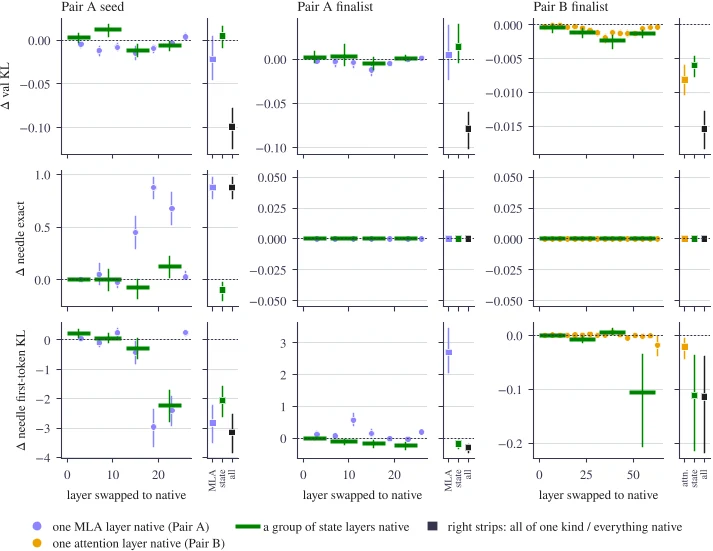 Pair A seed
Pair A finalist
Pair B finalist
Δ val KL
0.00
−0.05
−0.10
0.00
−0.05
−0.10
0.000
−0.005
−0.010
−0.015
Δ needle exact
1.0
0.5
0.0
0.050
0.025
0.000
−0.025
−0.050
0.050
0.025
0.000
−0.025
−0.050
Δ needle first-token KL
0
−1
−2
−3
−4
3
2
1
0
0.0
−0.1
−0.2
0 10 20
MLA
state
all
0 10 20
MLA
state
all
0 25 50
attn.
state
all
layer swapped to native
layer swapped to native
layer swapped to native
one MLA layer native (Pair A)
a group of state layers native
right strips: all of one kind / everything native
one attention layer native (Pair B)